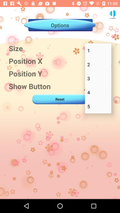 Options
Size
1
Position X
2
Position Y
3
Show Button
4
Reset
5